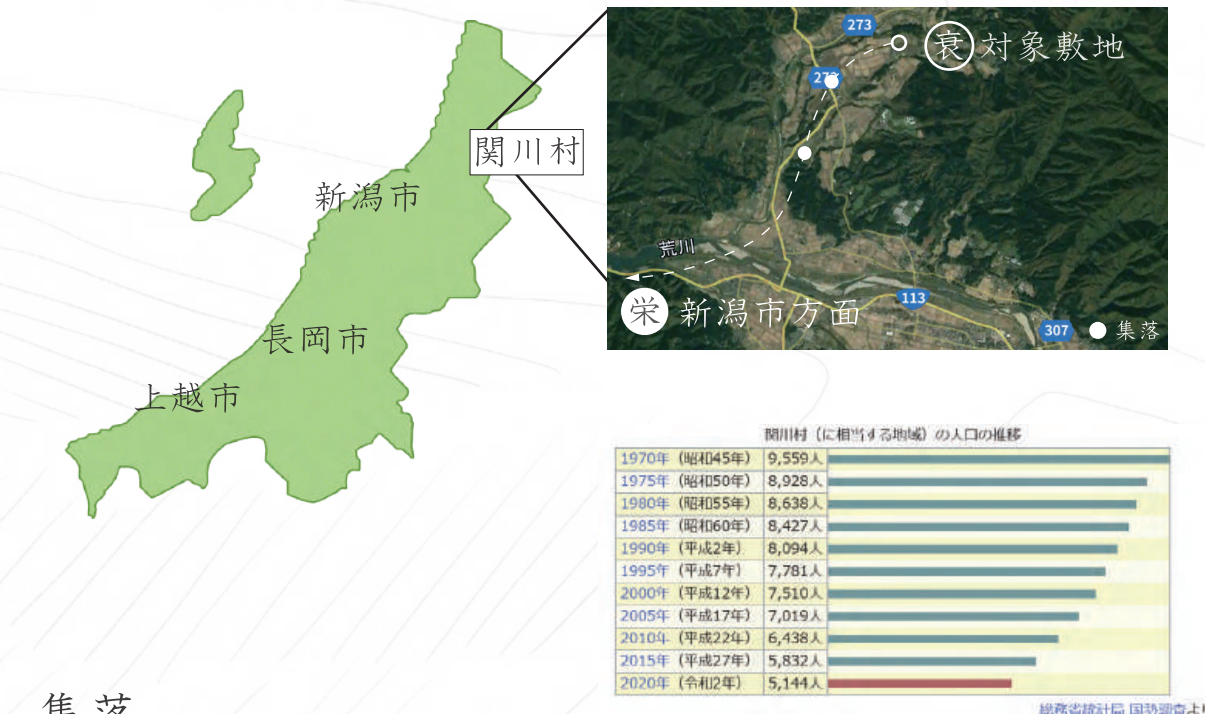 関川村
新潟市
長岡市
上越市
集落
273
272
衰 対象敷地
荒川
栄 新潟市方面
113
307
集落
関川村（に相当する地域）の人口の推移
1970年（昭和45年） 9,559人
1975年（昭和50年） 8,928人
1980年（昭和55年） 8,638人
1985年（昭和60年） 8,427人
1990年（平成2年） 8,094人
1995年（平成7年） 7,781人
2000年（平成12年） 7,510人
2005年（平成17年） 7,019人
2010年（平成22年） 6,438人
2015年（平成27年） 5,832人
2020年（令和2年） 5,144人
総務省統計局 国勢調査より